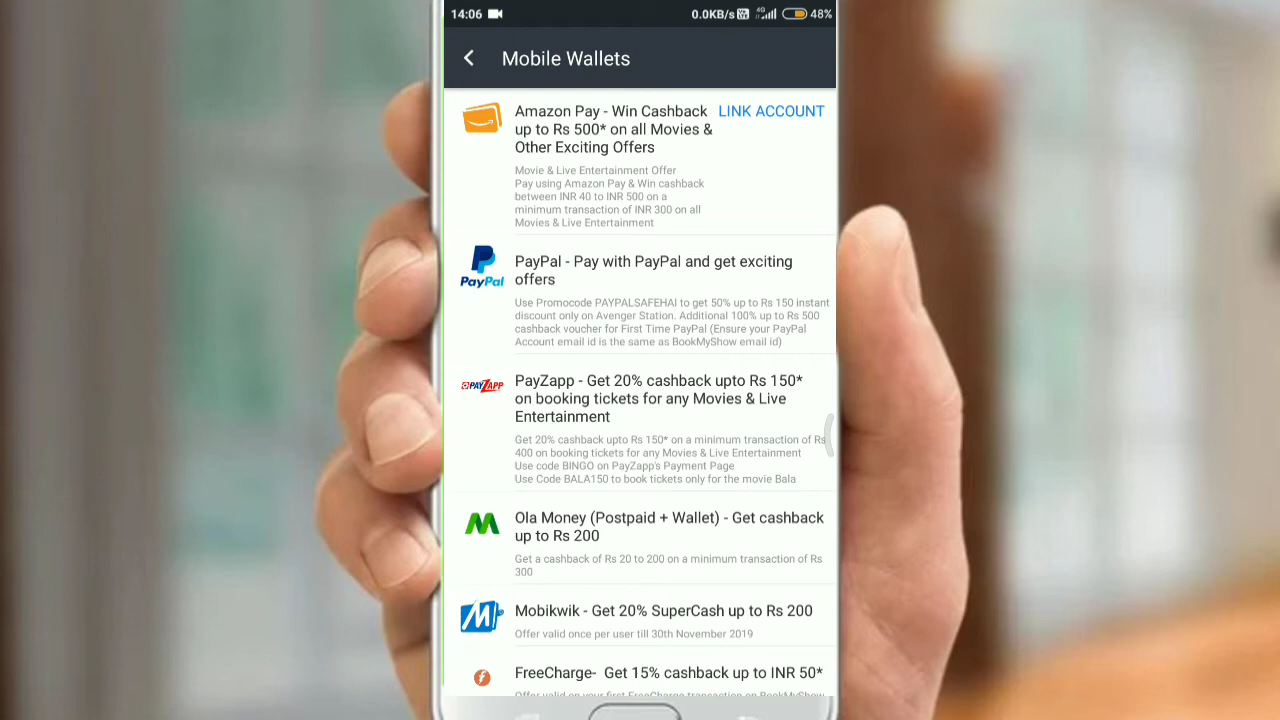 14:06 0.0KB/s 4G 48%
Mobile Wallets
Amazon Pay - Win Cashback LINK ACCOUNT
up to Rs 500* on all Movies &
Other Exciting Offers
Movie & Live Entertainment Offer
Pay using Amazon Pay & Win cashback
between INR 40 to INR 500 on a
minimum transaction of INR 300 on all
Movies & Live Entertainment
PayPal
PayPal - Pay with PayPal and get exciting
offers
Use Promocode PAYPALSAFEHAI to get 50% up to Rs 150 instant
discount only on Avenger Station. Additional 100% up to Rs 500
cashback voucher for First Time PayPal (Ensure your PayPal
Account email id is the same as BookMyShow email id)
PAYZAPP
PayZapp - Get 20% cashback upto Rs 150*
on booking tickets for any Movies & Live
Entertainment
Get 20% cashback upto Rs 150* on a minimum transaction of Rs
400 on booking tickets for any Movies & Live Entertainment
Use code BINGO on PayZapp's Payment Page
Use Code BALA150 to book tickets only for the movie Bala
Ola Money (Postpaid + Wallet) - Get cashback
up to Rs 200
Get a cashback of Rs 20 to 200 on a minimum transaction of Rs
300
Mobikwik - Get 20% SuperCash up to Rs 200
Offer valid once per user till 30th November 2019
FreeCharge- Get 15% cashback up to INR 50*
Offer valid on your first FreeCharge transaction on BookMyShow